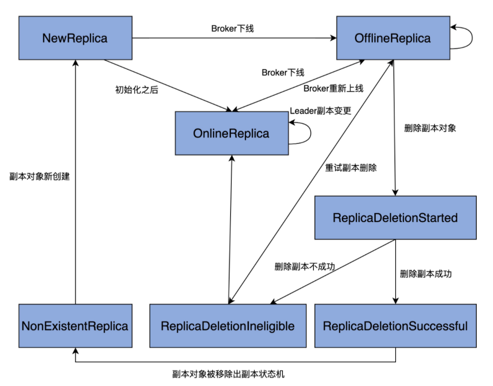 Broker下线
NewReplica
OfflineReplica
Broker下线
Broker重新上线
初始化之后
Leader副本变更
OnlineReplica
删除副本对象
重试副本删除
副本对象新创建
ReplicaDeletionStarted
删除副本不成功
删除副本成功
NonExistentReplica
ReplicaDeletionIneligible
ReplicaDeletionSuccessful
副本对象被移除出副本状态机